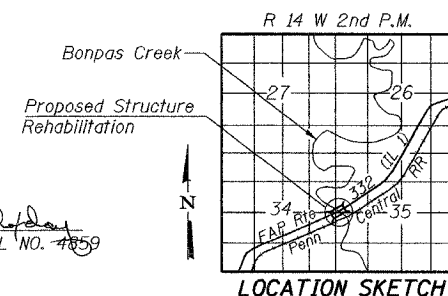 R 14 W 2nd P.M.
Bonpas Creek
27
26
Proposed Structure
Rehabilitation
FAP Rte 332 (IL 1)
Penn Central RR
N
34
35
L NO. 4859
LOCATION SKETCH